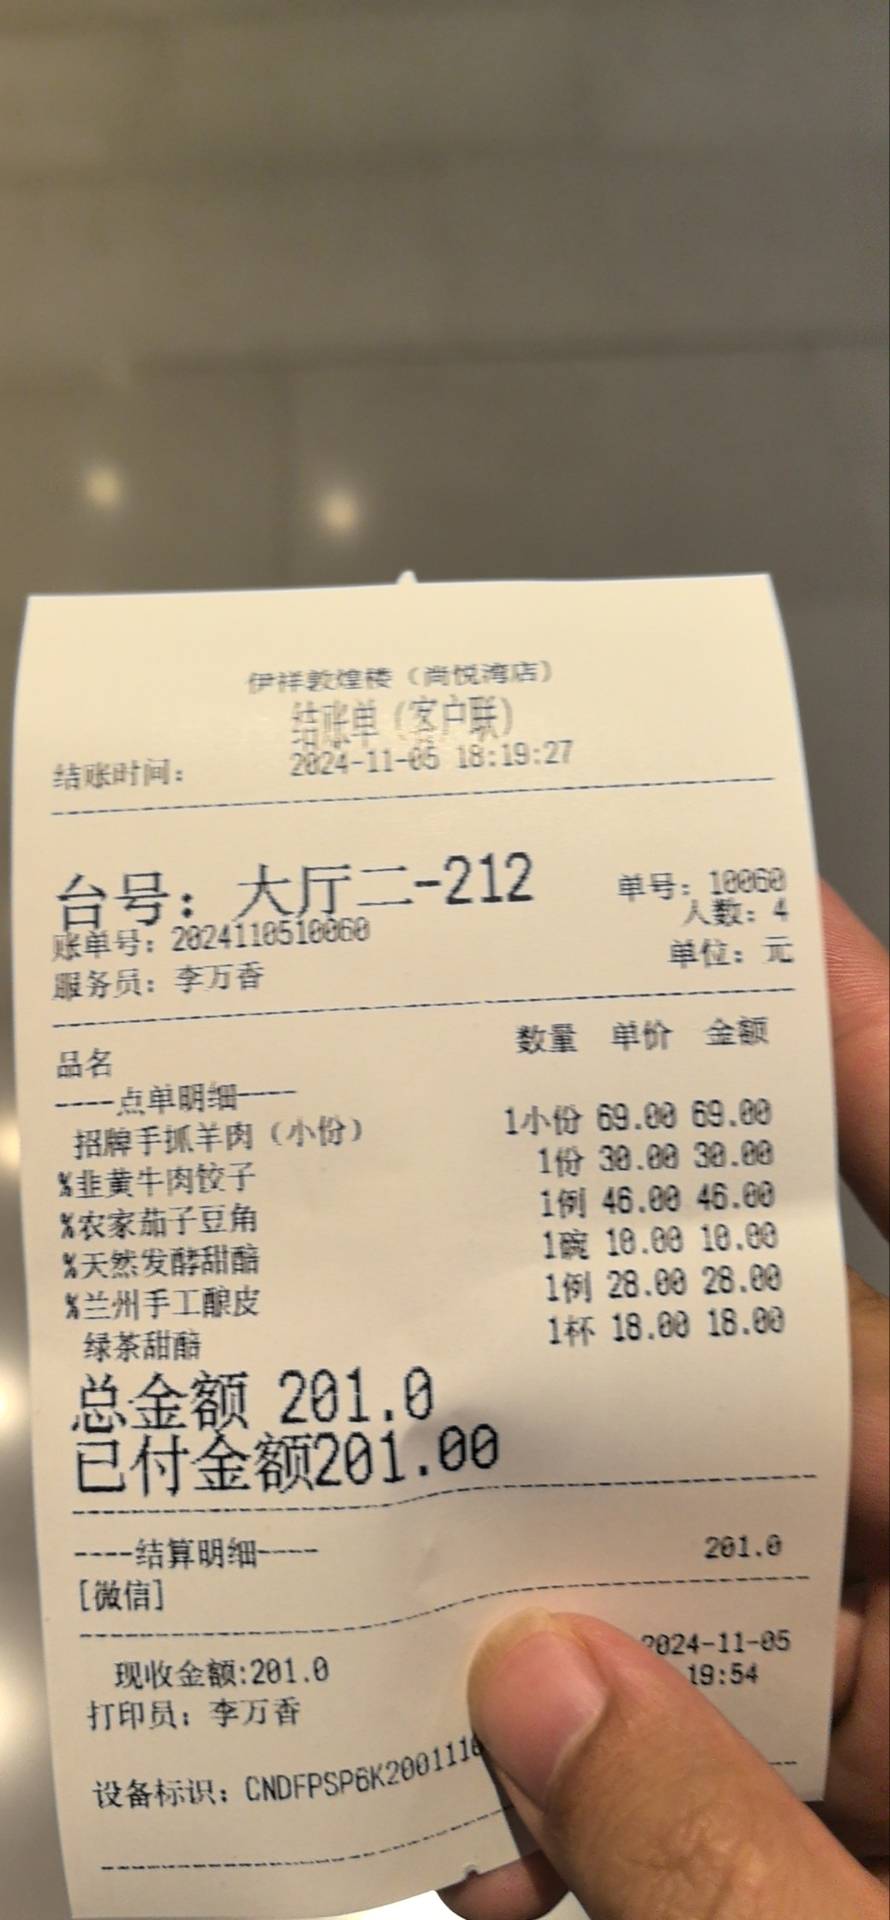 伊祥敦煌楼（尚悦湾店）
结账单（客户联）
结账时间： 2024-11-05 18:19:27
台号：大厅二-212 单号：10060
人数：4
账单号：2024110510060
服务员：李万香 单位：元
品名 数量 单价 金额
----点单明细----
招牌手抓羊肉（小份） 1小份 69.00 69.00
%韭黄牛肉饺子 1份 30.00 30.00
%农家茄子豆角 1例 46.00 46.00
%天然发酵甜醅 1碗 10.00 10.00
%兰州手工酿皮 1例 28.00 28.00
绿茶甜醅 1杯 18.00 18.00
总金额 201.0
已付金额201.00
----结算明细----
[微信] 201.0
现收金额:201.0 2024-11-05
打印员：李万香 19:54
设备标识：CNDFPSP6K200111